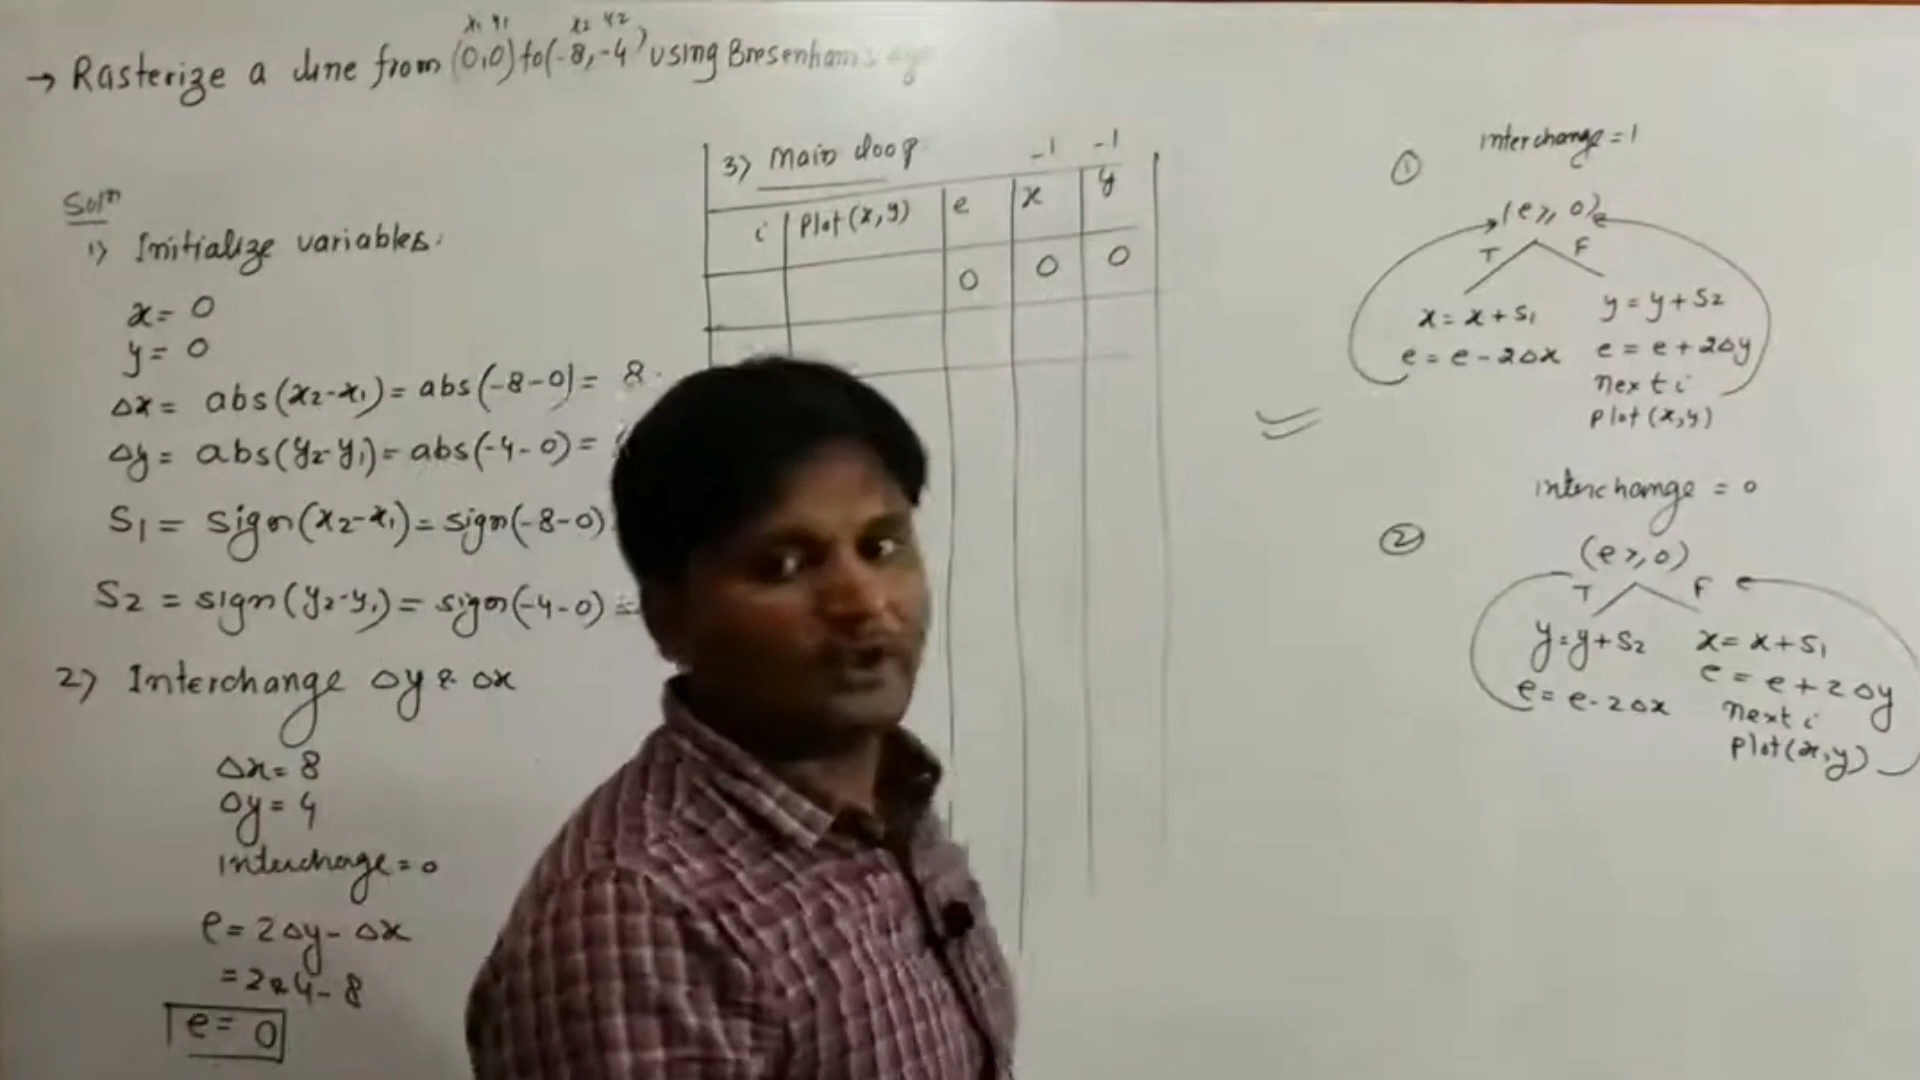 x₁ y₁ x₂ y₂
→ Rasterize a line from (0,0) to (-8,-4) using Bresenham's
Solⁿ
1) Initialize variables:
x = 0
y = 0
Δx = abs(x₂-x₁) = abs(-8-0) = 8
Δy = abs(y₂-y₁) = abs(-4-0) =
S₁ = sign(x₂-x₁) = sign(-8-0)
S₂ = sign(y₂-y₁) = sign(-4-0) =
2) Interchange Δy & Δx
Δx = 8
Δy = 4
Interchange = 0
e = 2Δy - Δx
= 2*4 - 8
e = 0
3) Main loop
-1 -1
i Plot(x,y) e x y
0 0 0
① interchange = 1
(e ≥ 0)
T F
x = x + S₁ y = y + S₂
e = e - 2Δx e = e + 2Δy
next i
plot(x,y)
interchange = 0
② (e ≥ 0)
T F
y = y + S₂ x = x + S₁
e = e - 2Δx e = e + 2Δy
next i
plot(x,y)